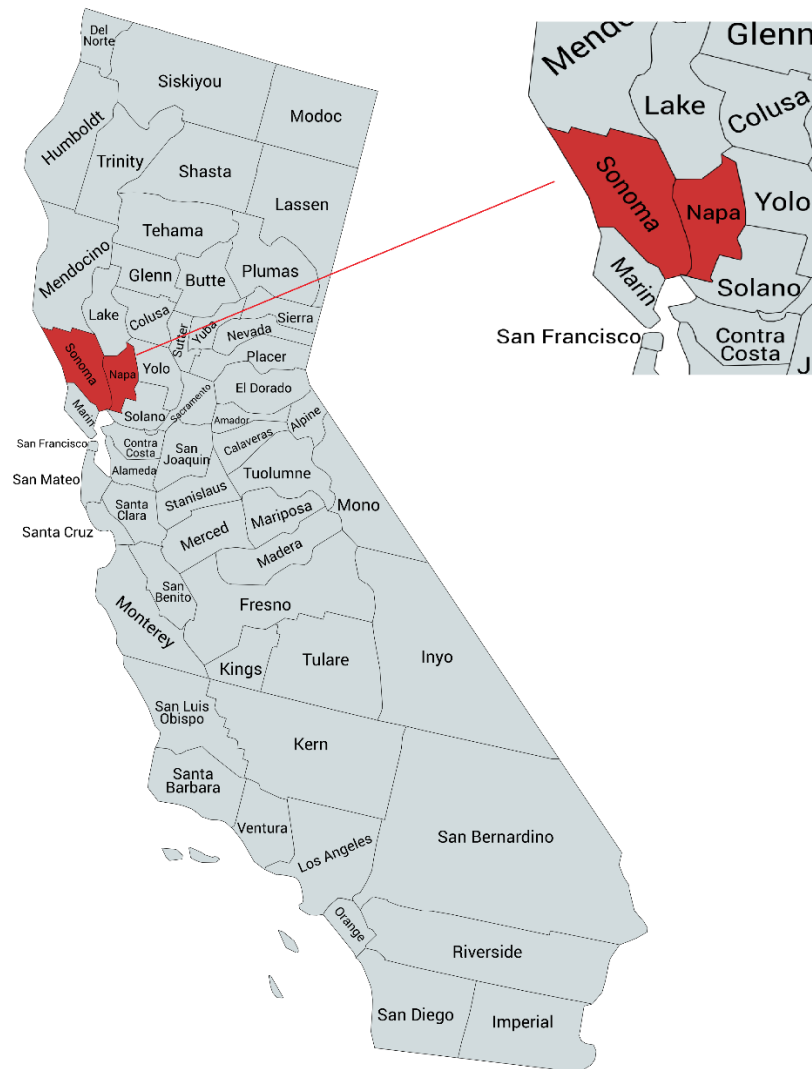 Del
Norte
Siskiyou
Modoc
Humboldt
Trinity
Shasta
Lassen
Tehama
Mendocino
Glenn
Butte
Plumas
Lake
Colusa
Sutter
Yuba
Sierra
Nevada
Placer
Sonoma
Napa
Yolo
El Dorado
Sacramento
Marin
Solano
Amador
Alpine
San Francisco
Contra
Costa
San
Joaquin
Calaveras
San Mateo
Alameda
Tuolumne
Santa
Clara
Stanislaus
Mono
Santa Cruz
Merced
Mariposa
Madera
San
Benito
Monterey
Fresno
Kings
Tulare
Inyo
San Luis
Obispo
Kern
Santa
Barbara
Ventura
Los Angeles
San Bernardino
Orange
Riverside
San Diego
Imperial
Mendo
Glenn
Lake
Colusa
Sonoma
Napa
Yolo
Marin
Solano
San Francisco
Contra
Costa
J